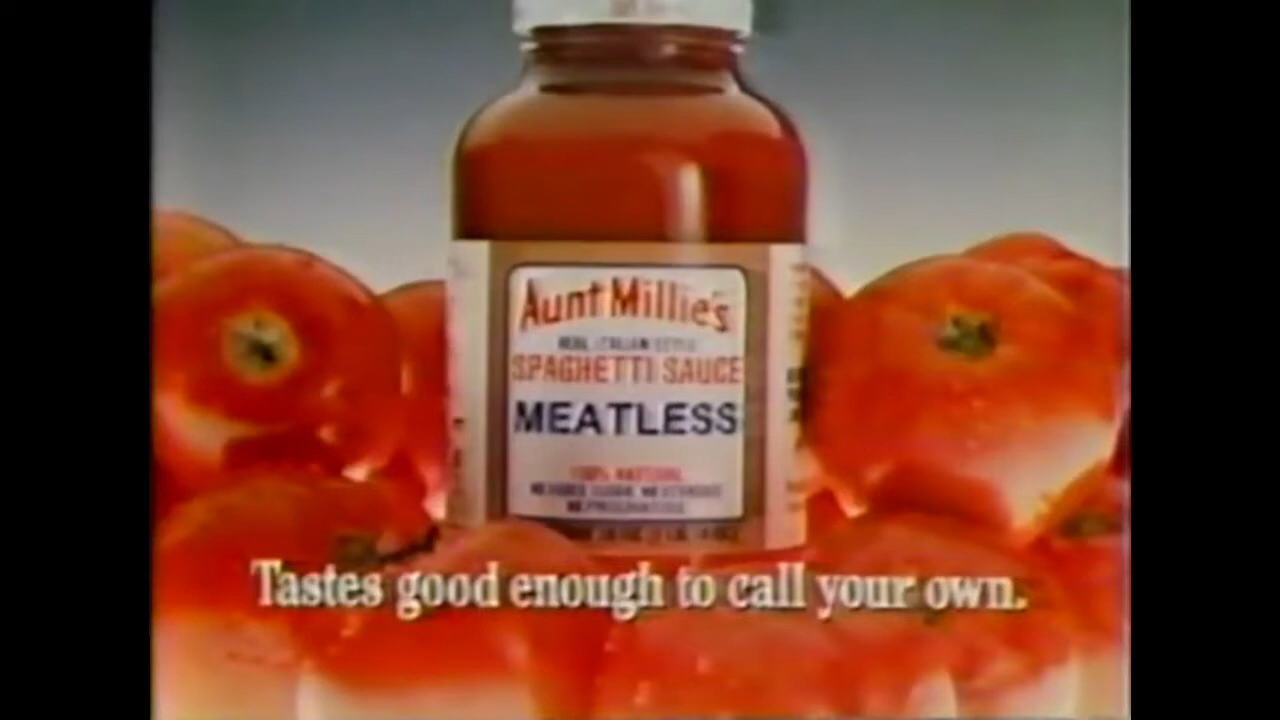 Aunt Millie's
REAL ITALIAN STYLE
SPAGHETTI SAUCE
MEATLESS
100% NATURAL
NO PRESERVATIVES
Tastes good enough to call your own.